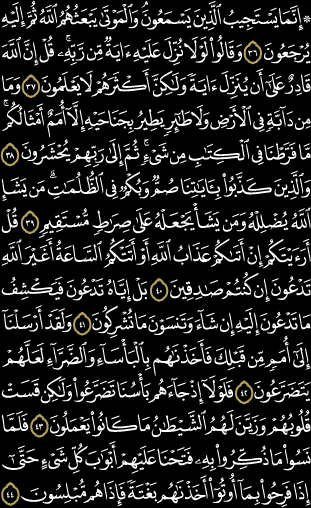 ۞ إِنَّمَا يَسْتَجِيبُ ٱلَّذِينَ يَسْمَعُونَۘ وَٱلْمَوْتَىٰ يَبْعَثُهُمُ ٱللَّهُ ثُمَّ إِلَيْهِ
يُرْجَعُونَ ٣٦ وَقَالُوا۟ لَوْلَا نُزِّلَ عَلَيْهِ ءَايَةٌ مِّن رَّبِّهِۦۚ قُلْ إِنَّ ٱللَّهَ
قَادِرٌ عَلَىٰٓ أَن يُنَزِّلَ ءَايَةً وَلَٰكِنَّ أَكْثَرَهُمْ لَا يَعْلَمُونَ ٣٧ وَمَا
مِن دَآبَّةٍ فِى ٱلْأَرْضِ وَلَا طَٰٓئِرٍ يَطِيرُ بِجَنَاحَيْهِ إِلَّآ أُمَمٌ أَمْثَالُكُمۚ
مَّا فَرَّطْنَا فِى ٱلْكِتَٰبِ مِن شَىْءٍۚ ثُمَّ إِلَىٰ رَبِّهِمْ يُحْشَرُونَ ٣٨
وَٱلَّذِينَ كَذَّبُوا۟ بِـَٔايَٰتِنَا صُمٌّ وَبُكْمٌ فِى ٱلظُّلُمَٰتِۗ مَن يَشَإِ
ٱللَّهُ يُضْلِلْهُ وَمَن يَشَأْ يَجْعَلْهُ عَلَىٰ صِرَٰطٍ مُّسْتَقِيمٍ ٣٩ قُلْ
أَرَءَيْتَكُمْ إِنْ أَتَىٰكُمْ عَذَابُ ٱللَّهِ أَوْ أَتَتْكُمُ ٱلسَّاعَةُ أَغَيْرَ ٱللَّهِ
تَدْعُونَ إِن كُنتُمْ صَٰدِقِينَ ٤٠ بَلْ إِيَّاهُ تَدْعُونَ فَيَكْشِفُ
مَا تَدْعُونَ إِلَيْهِ إِن شَآءَ وَتَنسَوْنَ مَا تُشْرِكُونَ ٤١ وَلَقَدْ أَرْسَلْنَآ
إِلَىٰٓ أُمَمٍ مِّن قَبْلِكَ فَأَخَذْنَٰهُم بِٱلْبَأْسَآءِ وَٱلضَّرَّآءِ لَعَلَّهُمْ
يَتَضَرَّعُونَ ٤٢ فَلَوْلَآ إِذْ جَآءَهُم بَأْسُنَا تَضَرَّعُوا۟ وَلَٰكِن قَسَتْ
قُلُوبُهُمْ وَزَيَّنَ لَهُمُ ٱلشَّيْطَٰنُ مَا كَانُوا۟ يَعْمَلُونَ ٤٣ فَلَمَّا
نَسُوا۟ مَا ذُكِّرُوا۟ بِهِۦ فَتَحْنَا عَلَيْهِمْ أَبْوَٰبَ كُلِّ شَىْءٍ حَتَّىٰٓ
إِذَا فَرِحُوا۟ بِمَآ أُوتُوٓا۟ أَخَذْنَٰهُم بَغْتَةً فَإِذَا هُم مُّبْلِسُونَ ٤٤